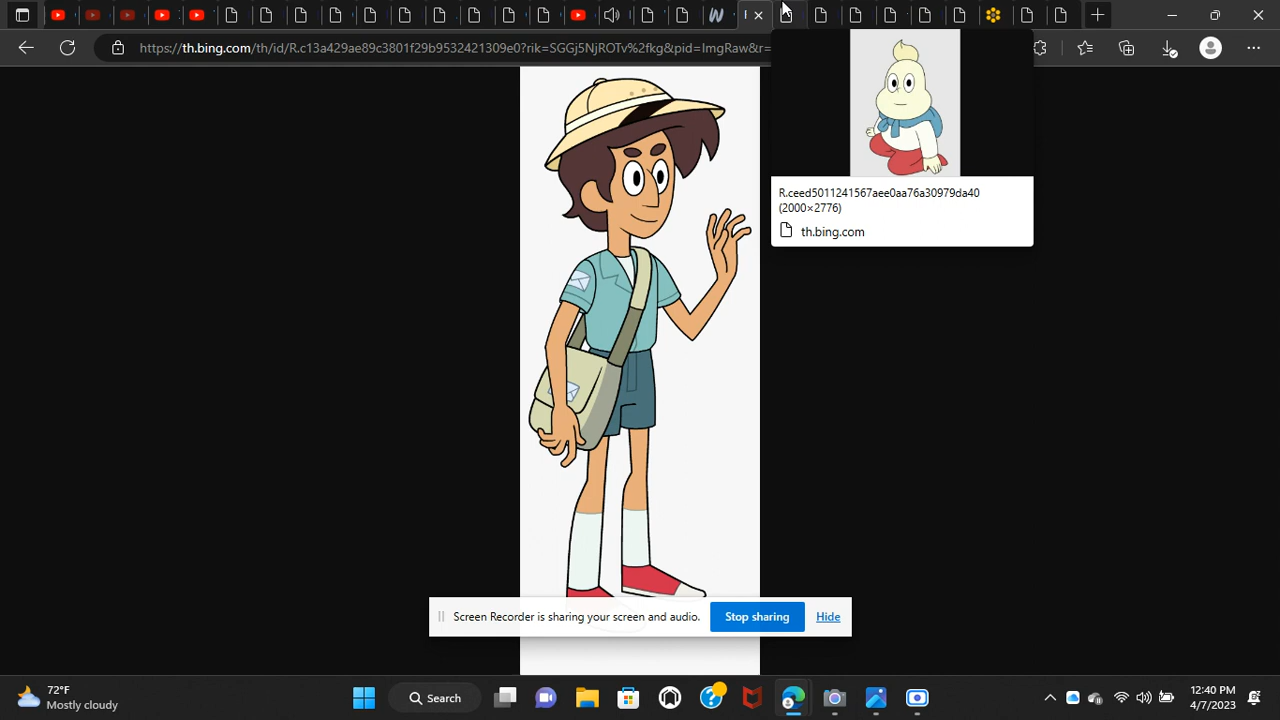 https://th.bing.com/th/id/R.c13a429ae89c3801f29b9532421309e0?rik=SGGj5NjROTv%2fkg&pid=ImgRaw&r=
R.ceed5011241567aee0aa76a30979da40
(2000×2776)
th.bing.com
Screen Recorder is sharing your screen and audio.
Stop sharing
Hide
72°F
Mostly cloudy
Search
12:40 PM
4/7/2023